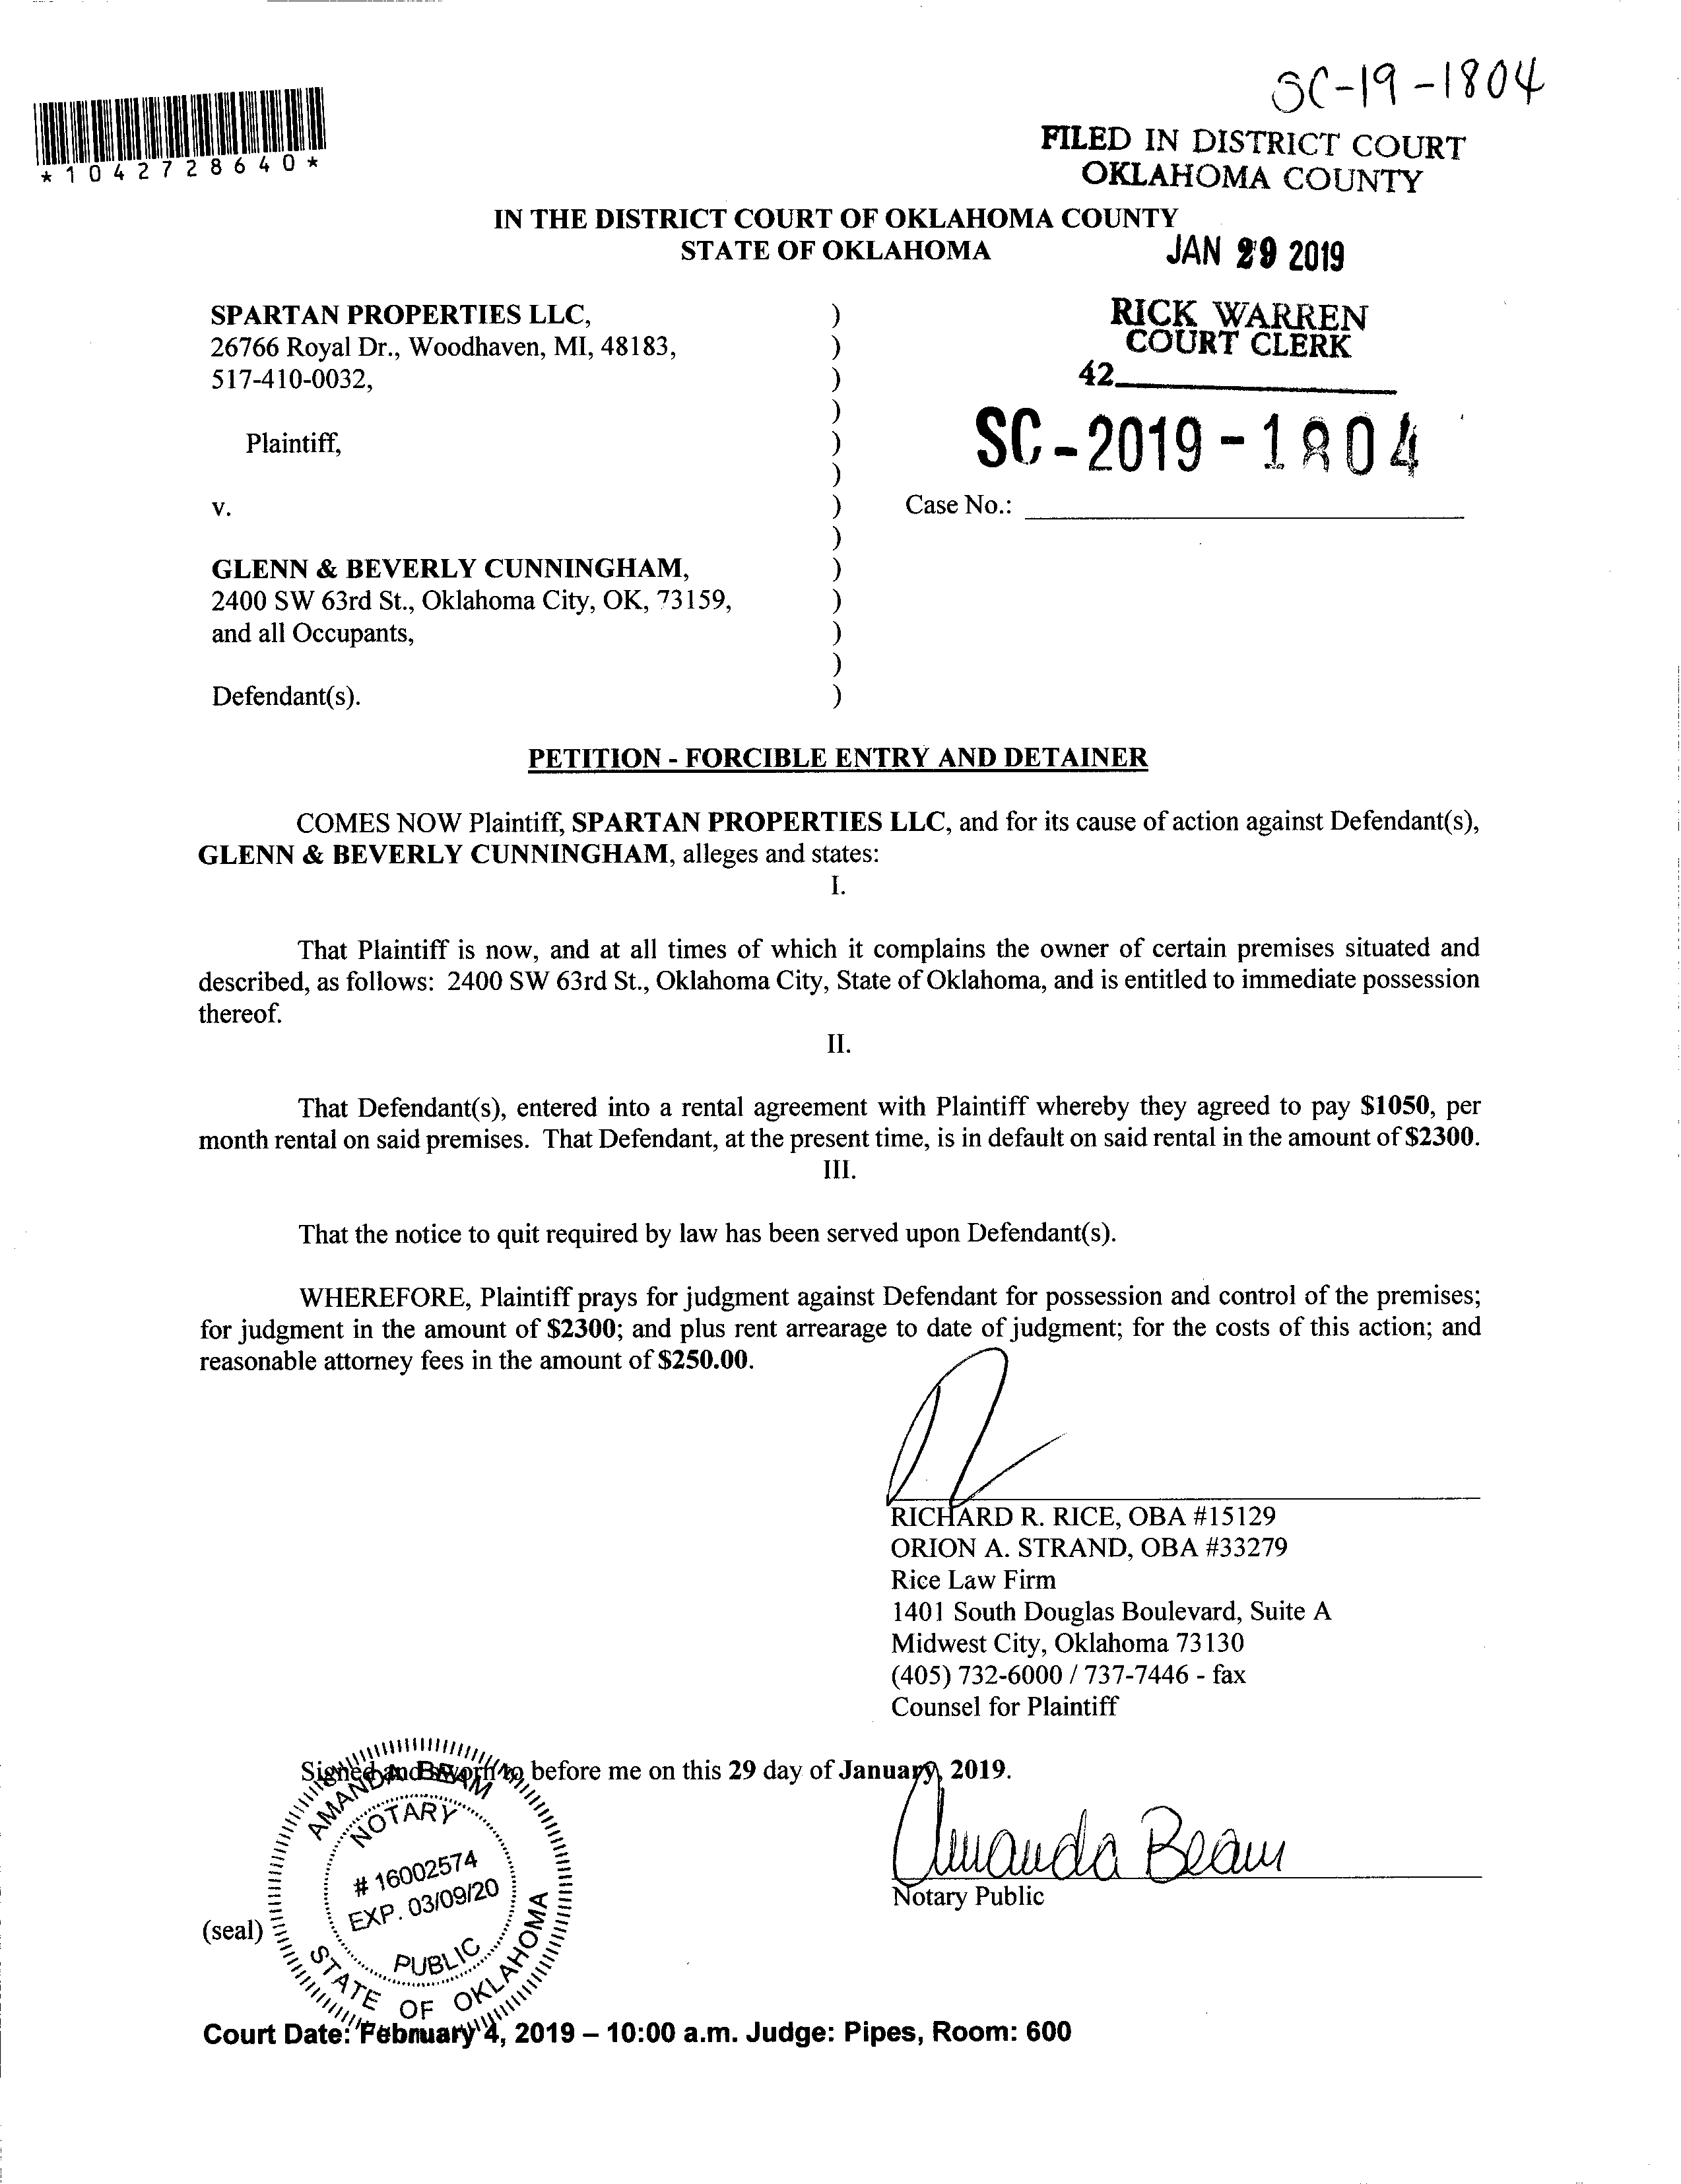 SC-19-1804
*1042728640*
FILED IN DISTRICT COURT
OKLAHOMA COUNTY
IN THE DISTRICT COURT OF OKLAHOMA COUNTY
STATE OF OKLAHOMA
JAN 29 2019
RICK WARREN
COURT CLERK
42
SPARTAN PROPERTIES LLC, )
26766 Royal Dr., Woodhaven, MI, 48183, )
517-410-0032, )
)
Plaintiff, )
)
v. )
)
GLENN & BEVERLY CUNNINGHAM, )
2400 SW 63rd St., Oklahoma City, OK, 73159, )
and all Occupants, )
)
Defendant(s). )
SC-2019-1804
Case No.:
PETITION - FORCIBLE ENTRY AND DETAINER
COMES NOW Plaintiff, SPARTAN PROPERTIES LLC, and for its cause of action against Defendant(s),
GLENN & BEVERLY CUNNINGHAM, alleges and states:
I.
That Plaintiff is now, and at all times of which it complains the owner of certain premises situated and
described, as follows: 2400 SW 63rd St., Oklahoma City, State of Oklahoma, and is entitled to immediate possession
thereof.
II.
That Defendant(s), entered into a rental agreement with Plaintiff whereby they agreed to pay $1050, per
month rental on said premises. That Defendant, at the present time, is in default on said rental in the amount of $2300.
III.
That the notice to quit required by law has been served upon Defendant(s).
WHEREFORE, Plaintiff prays for judgment against Defendant for possession and control of the premises;
for judgment in the amount of $2300; and plus rent arrearage to date of judgment; for the costs of this action; and
reasonable attorney fees in the amount of $250.00.
RICHARD R. RICE, OBA #15129
ORION A. STRAND, OBA #33279
Rice Law Firm
1401 South Douglas Boulevard, Suite A
Midwest City, Oklahoma 73130
(405) 732-6000 / 737-7446 - fax
Counsel for Plaintiff
Signed and sworn to before me on this 29 day of January, 2019.
Amanda Beam
Notary Public
(seal)
AMANDA BEAM
NOTARY
# 16002574
EXP. 03/09/20
PUBLIC
STATE OF OKLAHOMA
Court Date: February 4, 2019 – 10:00 a.m. Judge: Pipes, Room: 600